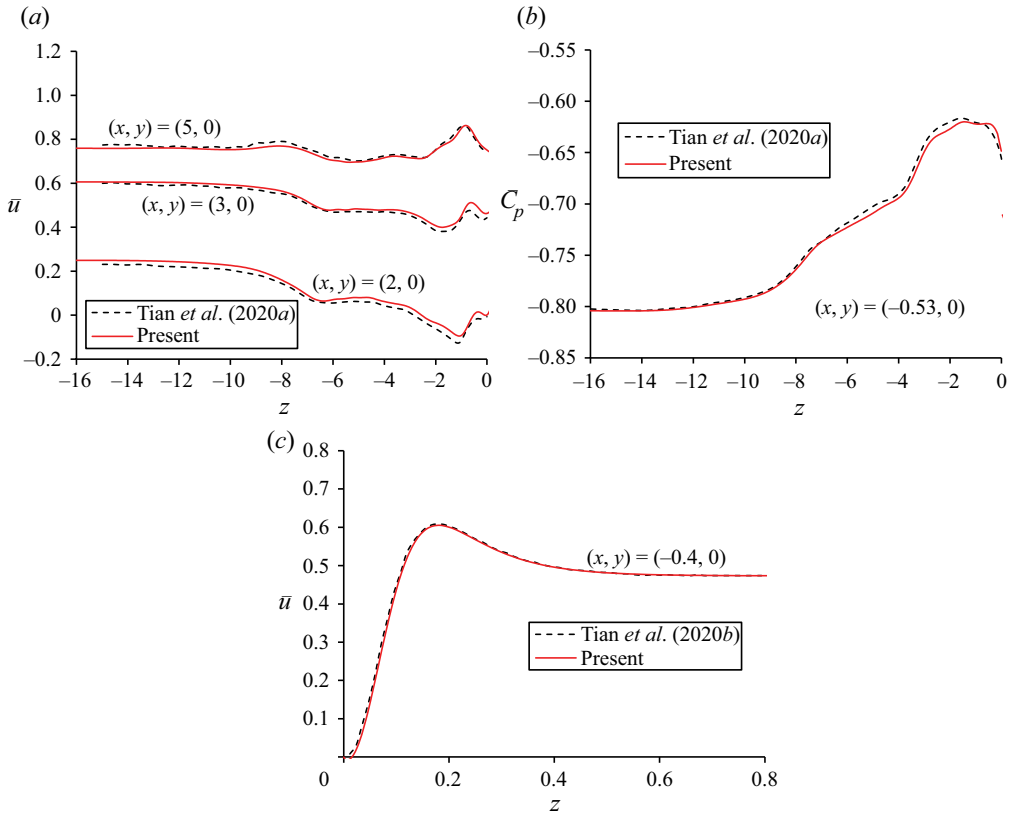 (a)
1.2
1.0
0.8
0.6
0.4
0.2
0
–0.2
ū
(x, y) = (5, 0)
(x, y) = (3, 0)
(x, y) = (2, 0)
Tian et al. (2020a)
Present
–16 –14 –12 –10 –8 –6 –4 –2 0
z
(b)
–0.55
–0.60
–0.65
–0.70
–0.75
–0.80
–0.85
C̄p
Tian et al. (2020a)
Present
(x, y) = (–0.53, 0)
–16 –14 –12 –10 –8 –6 –4 –2 0
z
(c)
0.8
0.7
0.6
0.5
0.4
0.3
0.2
0.1
ū
(x, y) = (–0.4, 0)
Tian et al. (2020b)
Present
0 0.2 0.4 0.6 0.8
z